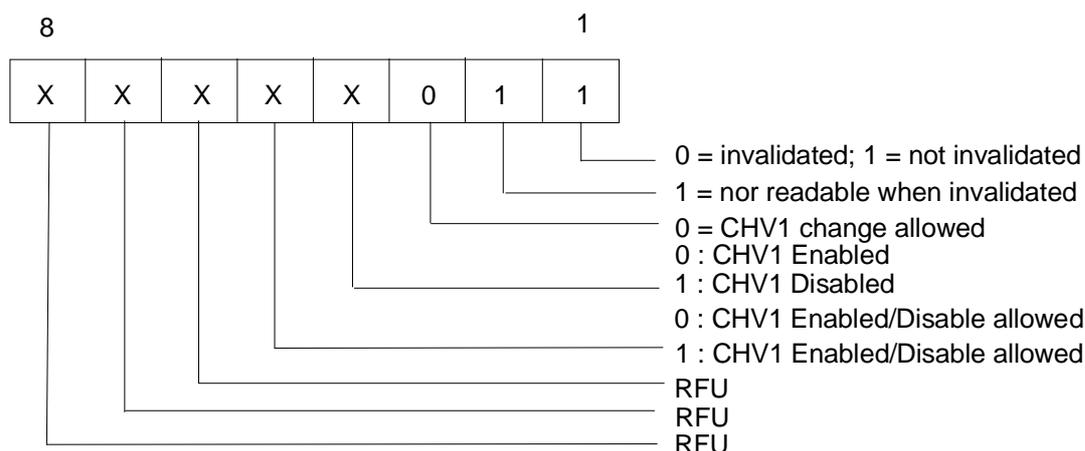 8 1
X X X X X 0 1 1
0 = invalidated; 1 = not invalidated
1 = nor readable when invalidated
0 = CHV1 change allowed
0 : CHV1 Enabled
1 : CHV1 Disabled
0 : CHV1 Enabled/Disable allowed
1 : CHV1 Enabled/Disable allowed
RFU
RFU
RFU